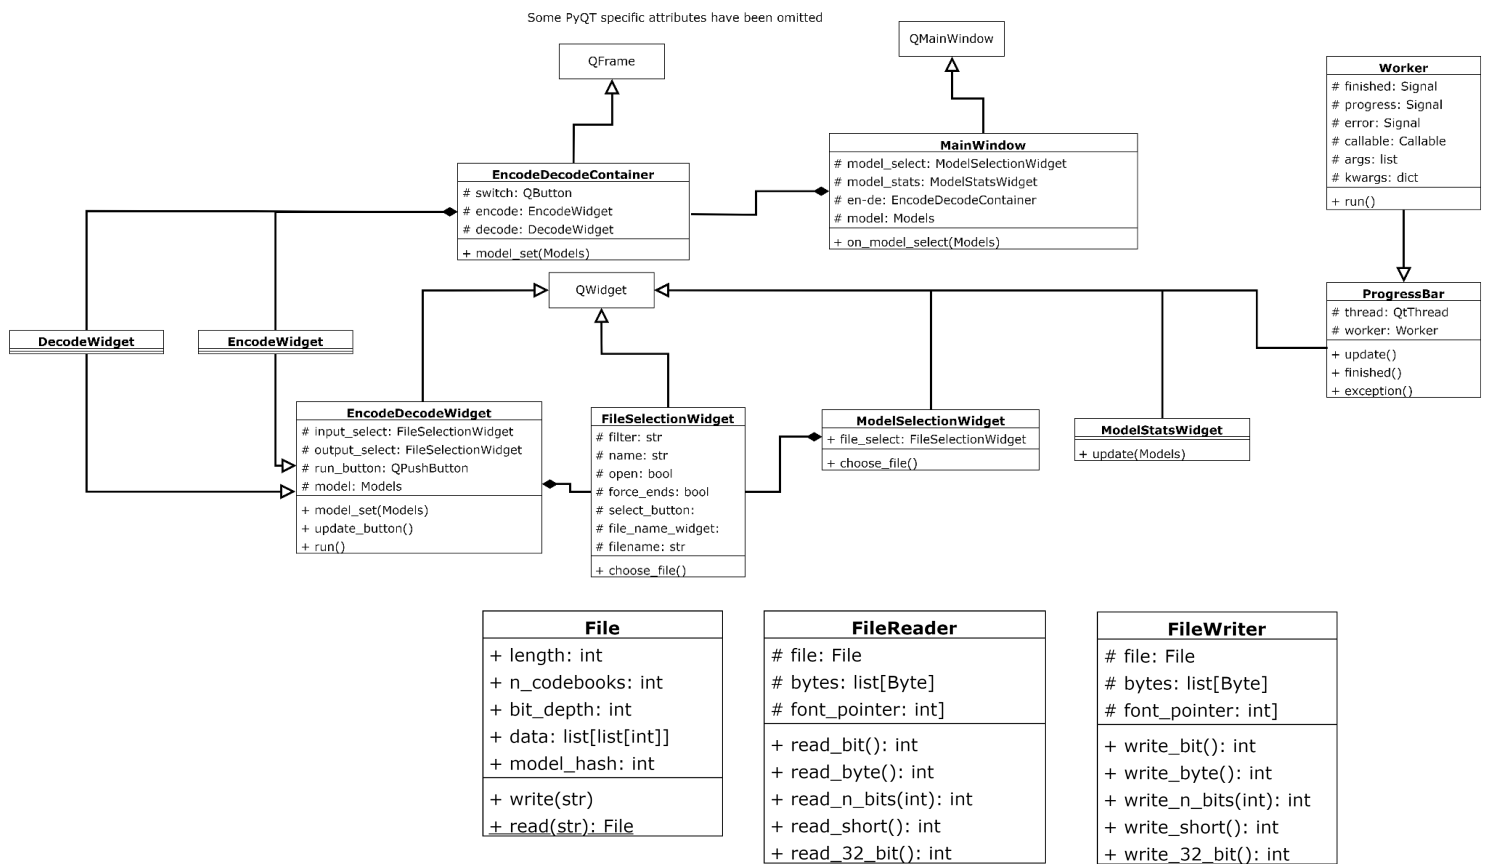 Some PyQT specific attributes have been omitted
QFrame
QMainWindow
Worker
# finished: Signal
# progress: Signal
# error: Signal
# callable: Callable
# args: list
# kwargs: dict
+ run()
EncodeDecodeContainer
# switch: QButton
# encode: EncodeWidget
# decode: DecodeWidget
+ model_set(Models)
MainWindow
# model_select: ModelSelectionWidget
# model_stats: ModelStatsWidget
# en-de: EncodeDecodeContainer
# model: Models
+ on_model_select(Models)
QWidget
ProgressBar
# thread: QtThread
# worker: Worker
+ update()
+ finished()
+ exception()
DecodeWidget
EncodeWidget
EncodeDecodeWidget
# input_select: FileSelectionWidget
# output_select: FileSelectionWidget
# run_button: QPushButton
# model: Models
+ model_set(Models)
+ update_button()
+ run()
FileSelectionWidget
# filter: str
# name: str
# open: bool
# force_ends: bool
# select_button:
# file_name_widget:
# filename: str
+ choose_file()
ModelSelectionWidget
+ file_select: FileSelectionWidget
+ choose_file()
ModelStatsWidget
+ update(Models)
File
+ length: int
+ n_codebooks: int
+ bit_depth: int
+ data: list[list[int]]
+ model_hash: int
+ write(str)
+ read(str): File
FileReader
# file: File
# bytes: list[Byte]
# font_pointer: int]
+ read_bit(): int
+ read_byte(): int
+ read_n_bits(int): int
+ read_short(): int
+ read_32_bit(): int
FileWriter
# file: File
# bytes: list[Byte]
# font_pointer: int]
+ write_bit(): int
+ write_byte(): int
+ write_n_bits(int): int
+ write_short(): int
+ write_32_bit(): int